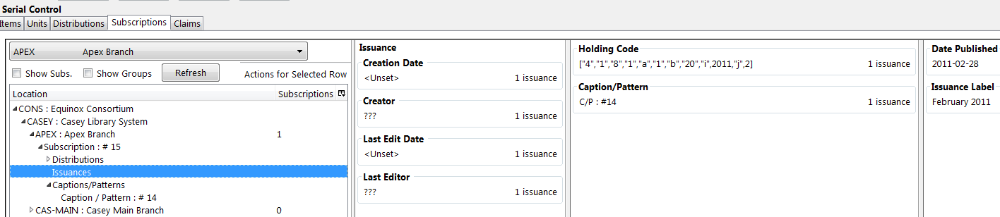 Serial Control
Items Units Distributions Subscriptions Claims
APEX Apex Branch
Show Subs. Show Groups Refresh Actions for Selected Row
Location Subscriptions
CONS : Equinox Consortium
CASEY : Casey Library System
APEX : Apex Branch 1
Subscription : # 15
Distributions
Issuances
Captions/Patterns
Caption / Pattern : # 14
CAS-MAIN : Casey Main Branch 0
Issuance
Creation Date
<Unset> 1 issuance
Creator
??? 1 issuance
Last Edit Date
<Unset> 1 issuance
Last Editor
??? 1 issuance
Holding Code
["4","1","8","1","a","1","b","20","i",2011,"j",2] 1 issuance
Caption/Pattern
C/P : #14 1 issuance
Date Published
2011-02-28
Issuance Label
February 2011